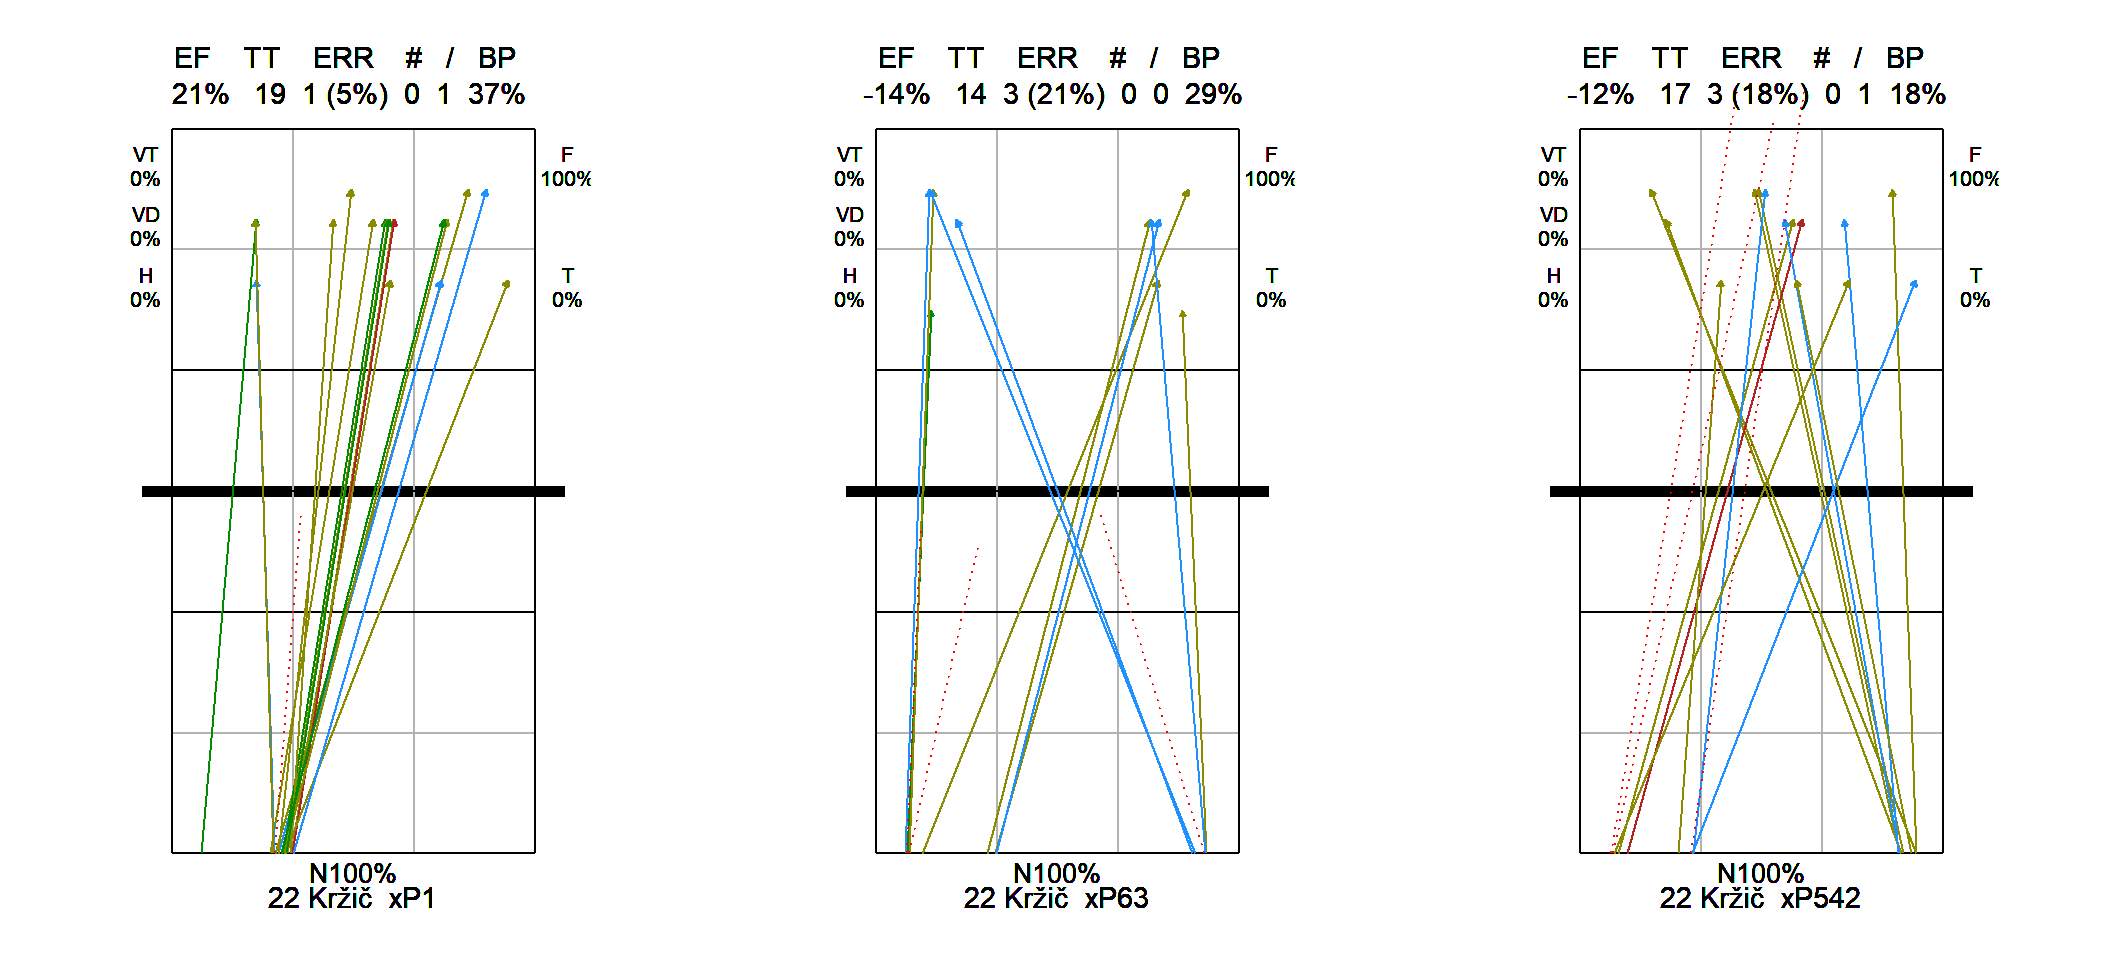 EF TT ERR # / BP
21% 19 1 (5%) 0 1 37%
VT
0%
VD
0%
H
0%
F
100%
T
0%
N100%
22 Kržič xP1
EF TT ERR # / BP
-14% 14 3 (21%) 0 0 29%
VT
0%
VD
0%
H
0%
F
100%
T
0%
N100%
22 Kržič xP63
EF TT ERR # / BP
-12% 17 3 (18%) 0 1 18%
VT
0%
VD
0%
H
0%
F
100%
T
0%
N100%
22 Kržič xP542